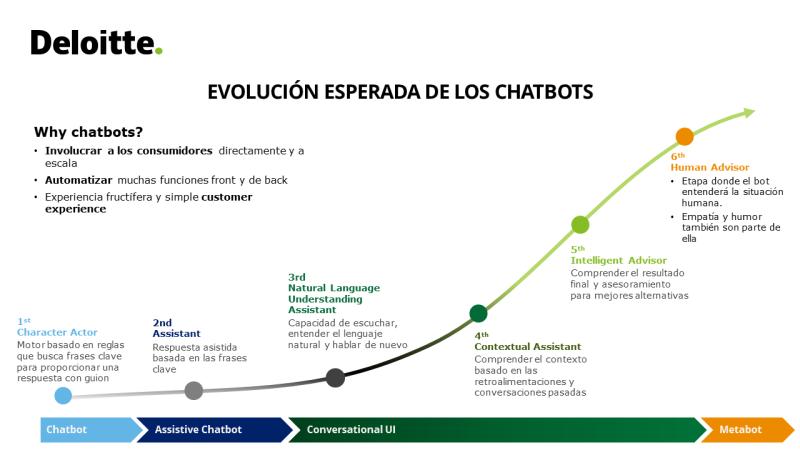 Deloitte.
EVOLUCIÓN ESPERADA DE LOS CHATBOTS
Why chatbots?
• Involucrar a los consumidores directamente y a
escala
• Automatizar muchas funciones front y de back
• Experiencia fructífera y simple customer
experience
1st
Character Actor
Motor basado en reglas
que busca frases clave
para proporcionar una
respuesta con guion
2nd
Assistant
Respuesta asistida
basada en las frases
clave
3rd
Natural Language
Understanding
Assistant
Capacidad de escuchar,
entender el lenguaje
natural y hablar de nuevo
4th
Contextual Assistant
Comprender el contexto
basado en las
retroalimentaciones y
conversaciones pasadas
5th
Intelligent Advisor
Comprender el resultado
final y asesoramiento
para mejores alternativas
6th
Human Advisor
• Etapa donde el bot
entenderá la situación
humana.
• Empatía y humor
también son parte de
ella
Chatbot
Assistive Chatbot
Conversational UI
Metabot